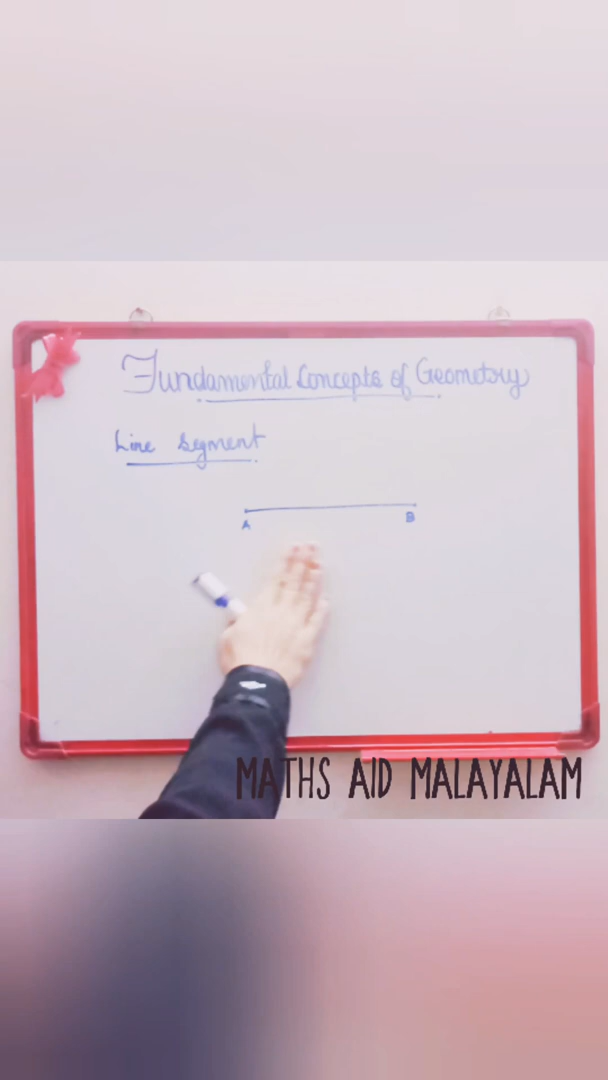 Fundamental Concepts of Geometry
Line Segment
A B
MATHS AID MALAYALAM